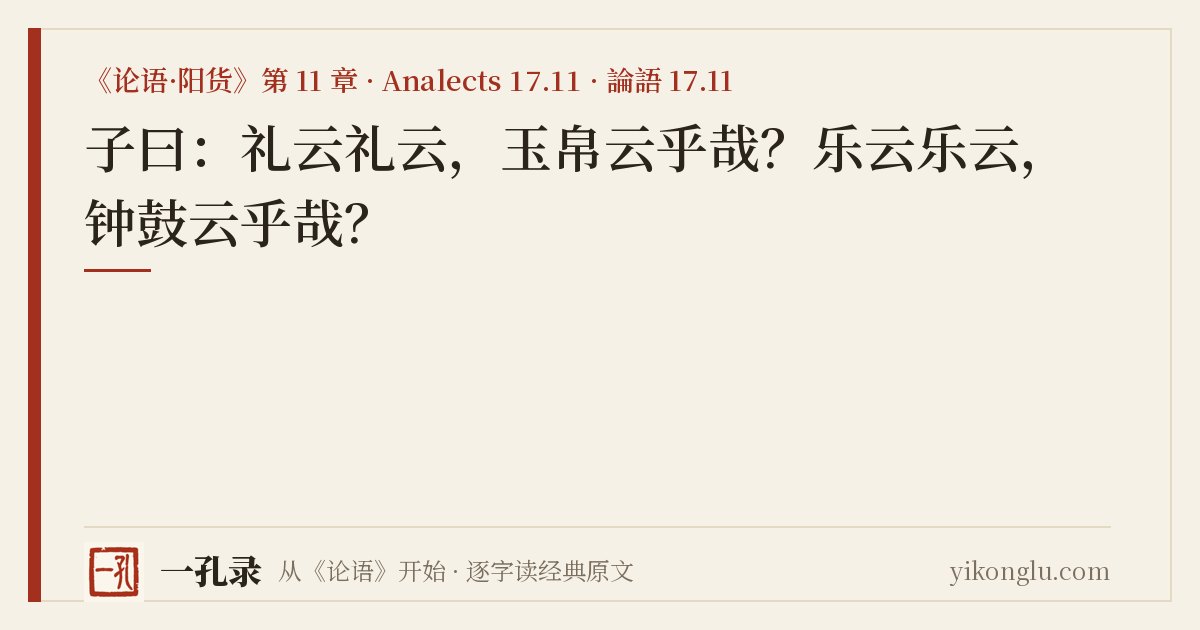 《论语·阳货》第 11 章 · Analects 17.11 · 論語 17.11
子曰：礼云礼云，玉帛云乎哉？乐云乐云，
钟鼓云乎哉？
一孔
一孔录 从《论语》开始 · 逐字读经典原文 yikonglu.com